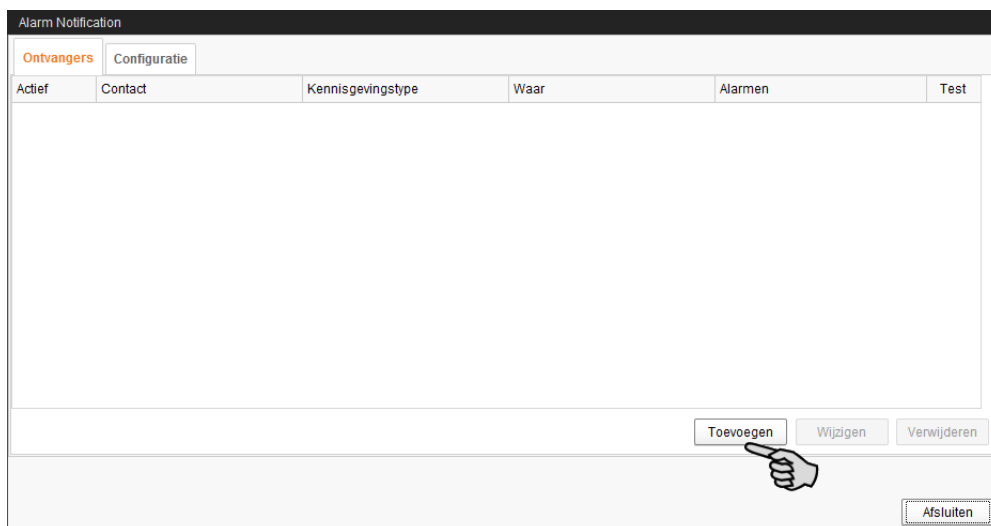 Alarm Notification
Ontvangers Configuratie
Actief Contact Kennisgevingstype Waar Alarmen Test
Toevoegen Wijzigen Verwijderen
Afsluiten